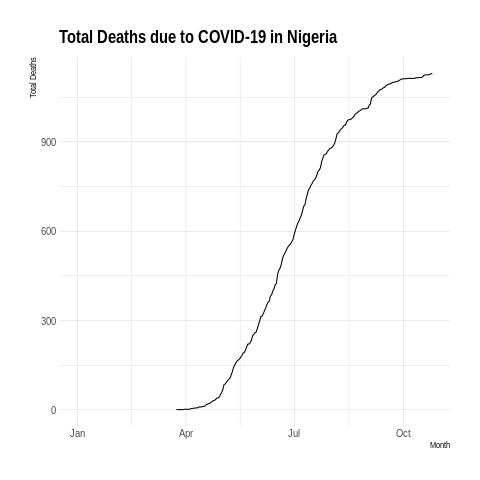 Total Deaths due to COVID-19 in Nigeria
Total Deaths
900
600
300
0
Jan Apr Jul Oct
Month